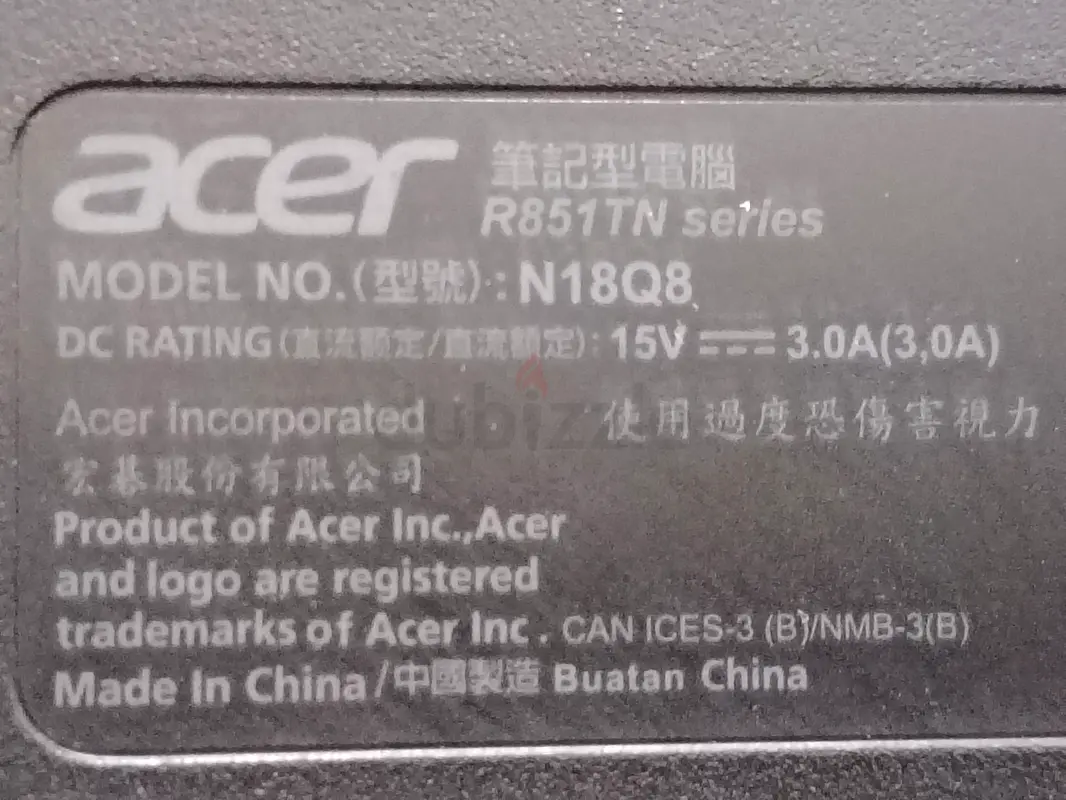 acer 筆記型電腦
R851TN series
MODEL NO.(型號):N18Q8
DC RATING(直流額定/直流额定): 15V 3.0A(3,0A)
Acer Incorporated 使用過度恐傷害視力
宏碁股份有限公司
dubizzle
Product of Acer Inc.,Acer
and logo are registered
trademarks of Acer Inc . CAN ICES-3 (B)/NMB-3(B)
Made In China/中國製造 Buatan China